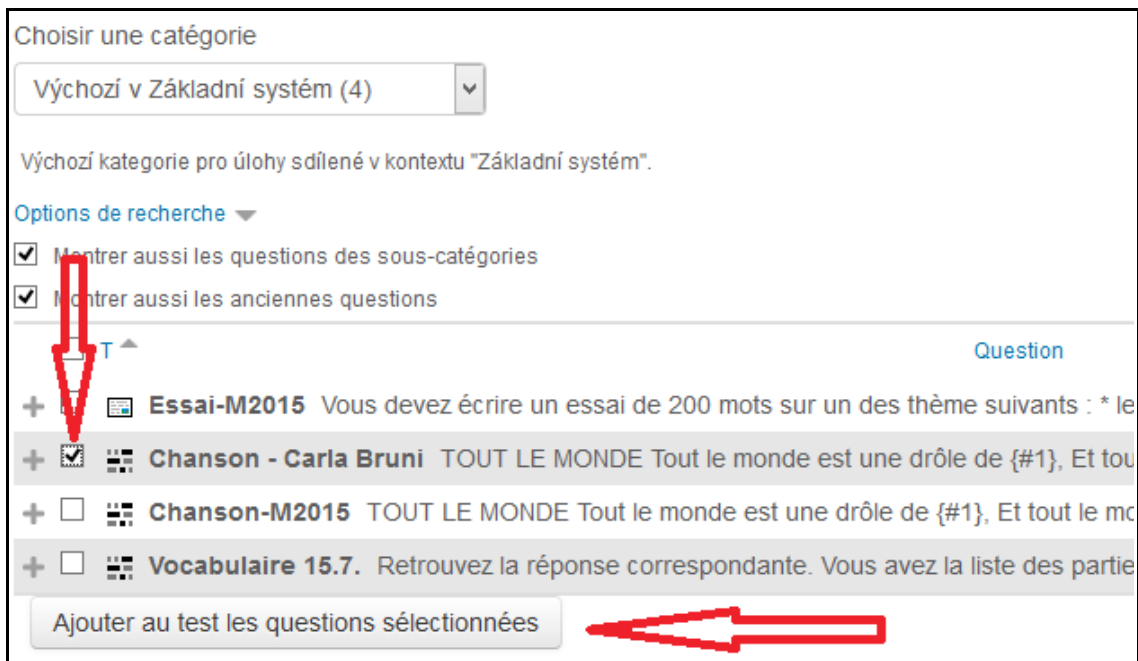 Choisir une catégorie
Výchozí v Základní systém (4)
Výchozí kategorie pro úlohy sdílené v kontextu "Základní systém".
Options de recherche
Montrer aussi les questions des sous-catégories
Montrer aussi les anciennes questions
T Question
Essai-M2015 Vous devez écrire un essai de 200 mots sur un des thème suivants : * le
Chanson - Carla Bruni TOUT LE MONDE Tout le monde est une drôle de {#1}, Et tou
Chanson-M2015 TOUT LE MONDE Tout le monde est une drôle de {#1}, Et tout le mo
Vocabulaire 15.7. Retrouvez la réponse correspondante. Vous avez la liste des partie
Ajouter au test les questions sélectionnées